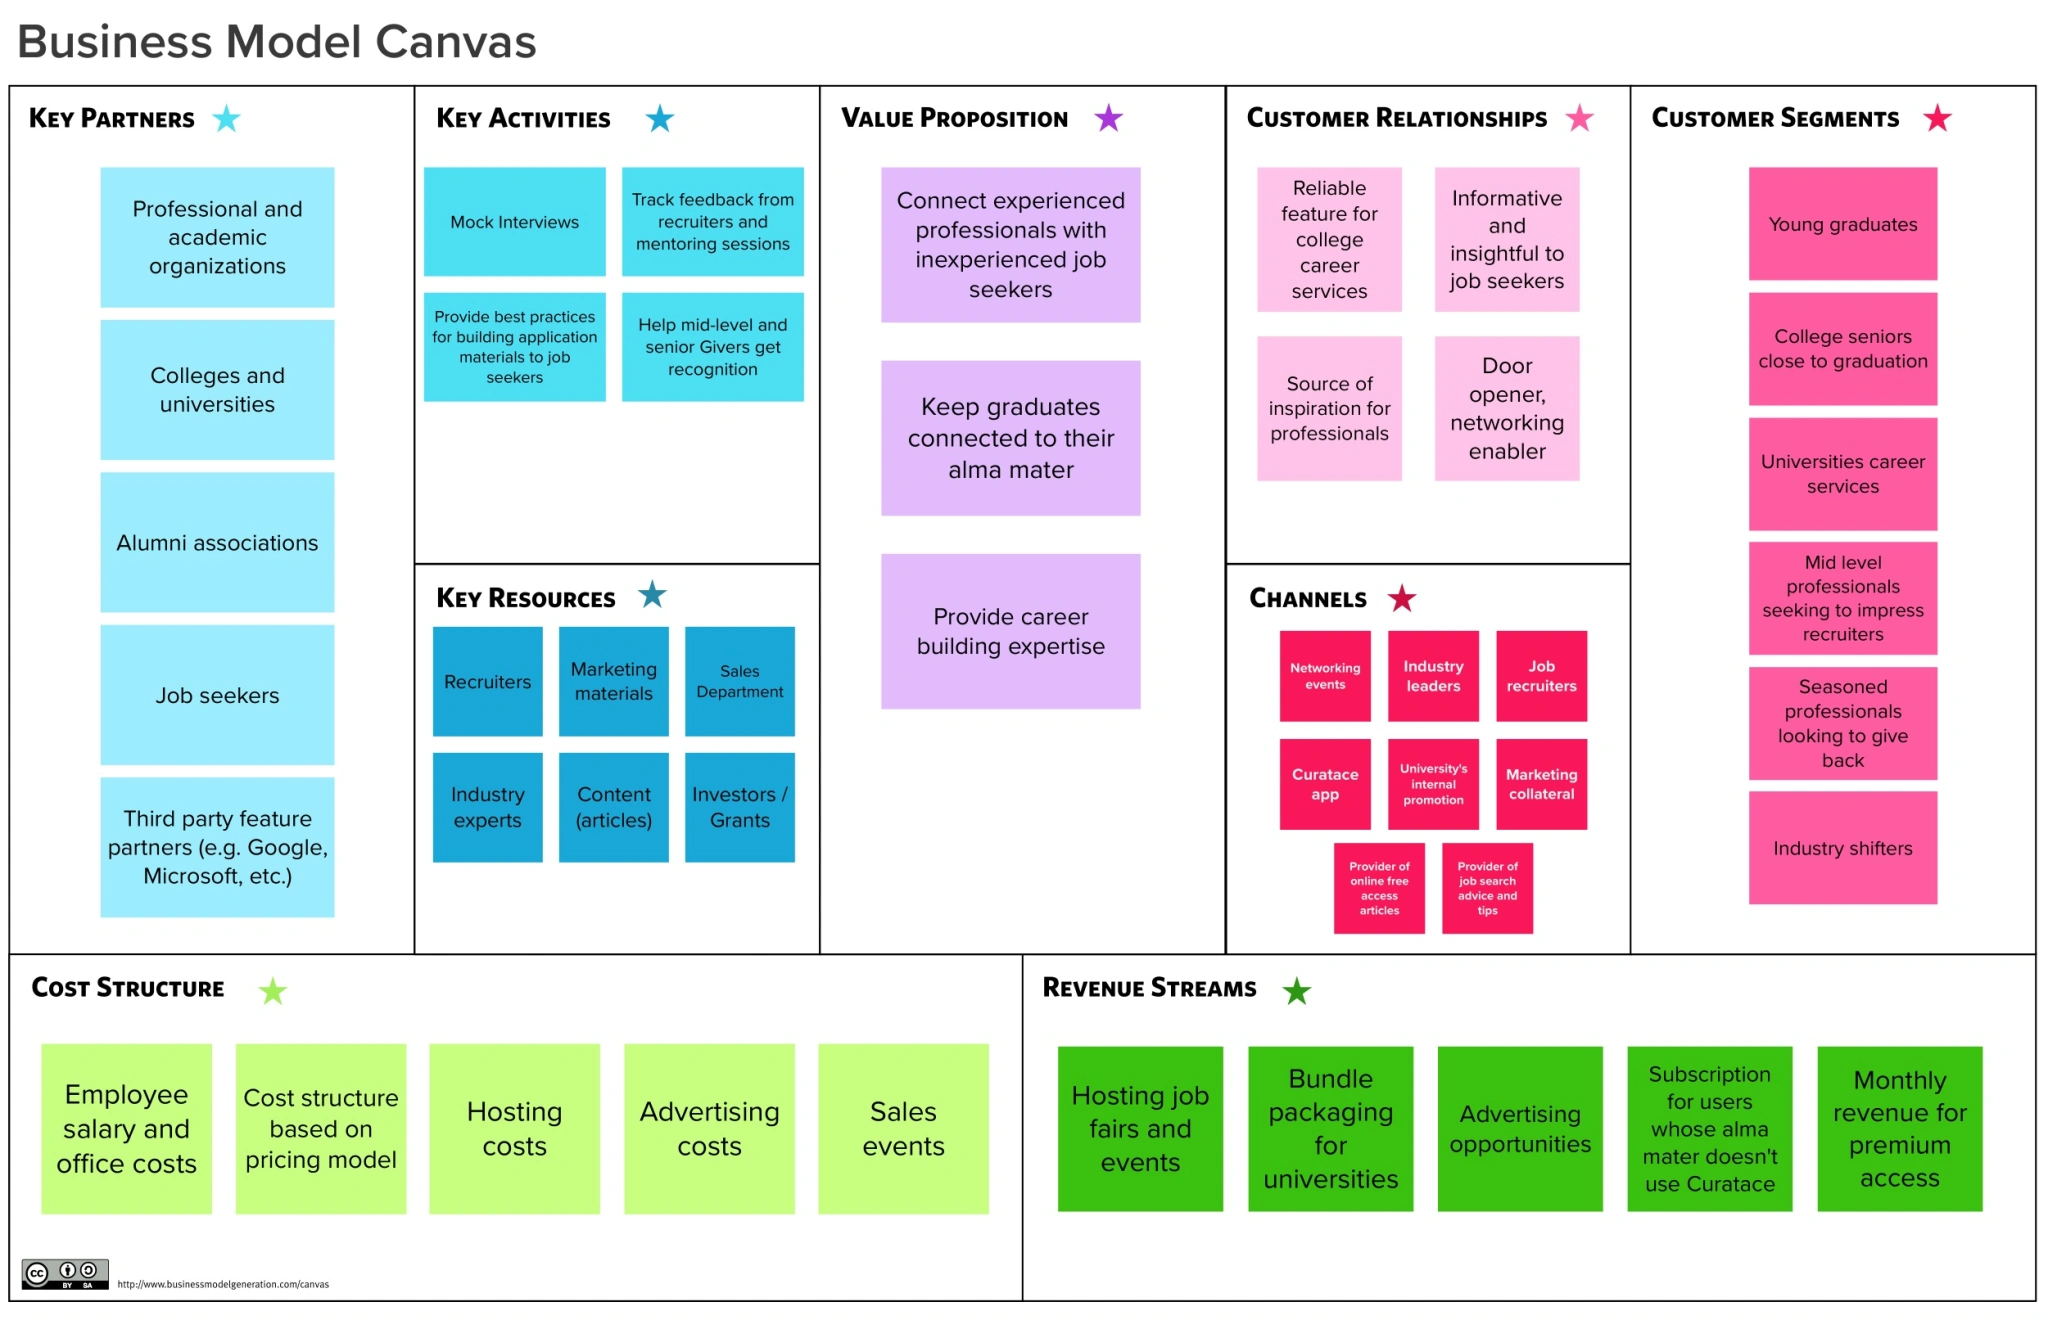 Business Model Canvas
KEY PARTNERS
Professional and
academic
organizations
Colleges and
universities
Alumni associations
Job seekers
Third party feature
partners (e.g. Google,
Microsoft, etc.)
KEY ACTIVITIES
Mock Interviews
Track feedback from
recruiters and
mentoring sessions
Provide best practices
for building application
materials to job
seekers
Help mid-level and
senior Givers get
recognition
KEY RESOURCES
Recruiters
Marketing
materials
Sales
Department
Industry
experts
Content
(articles)
Investors /
Grants
VALUE PROPOSITION
Connect experienced
professionals with
inexperienced job
seekers
Keep graduates
connected to their
alma mater
Provide career
building expertise
CUSTOMER RELATIONSHIPS
Reliable
feature for
college
career
services
Informative
and
insightful to
job seekers
Source of
inspiration for
professionals
Door
opener,
networking
enabler
CHANNELS
Networking
events
Industry
leaders
Job
recruiters
Curatace
app
University's
internal
promotion
Marketing
collateral
Provider of
online free
access
articles
Provider of
job search
advice and
tips
CUSTOMER SEGMENTS
Young graduates
College seniors
close to graduation
Universities career
services
Mid level
professionals
seeking to impress
recruiters
Seasoned
professionals
looking to give
back
Industry shifters
COST STRUCTURE
Employee
salary and
office costs
Cost structure
based on
pricing model
Hosting
costs
Advertising
costs
Sales
events
REVENUE STREAMS
Hosting job
fairs and
events
Bundle
packaging
for
universities
Advertising
opportunities
Subscription
for users
whose alma
mater doesn't
use Curatace
Monthly
revenue for
premium
access
cc BY SA
http://www.businessmodelgeneration.com/canvas